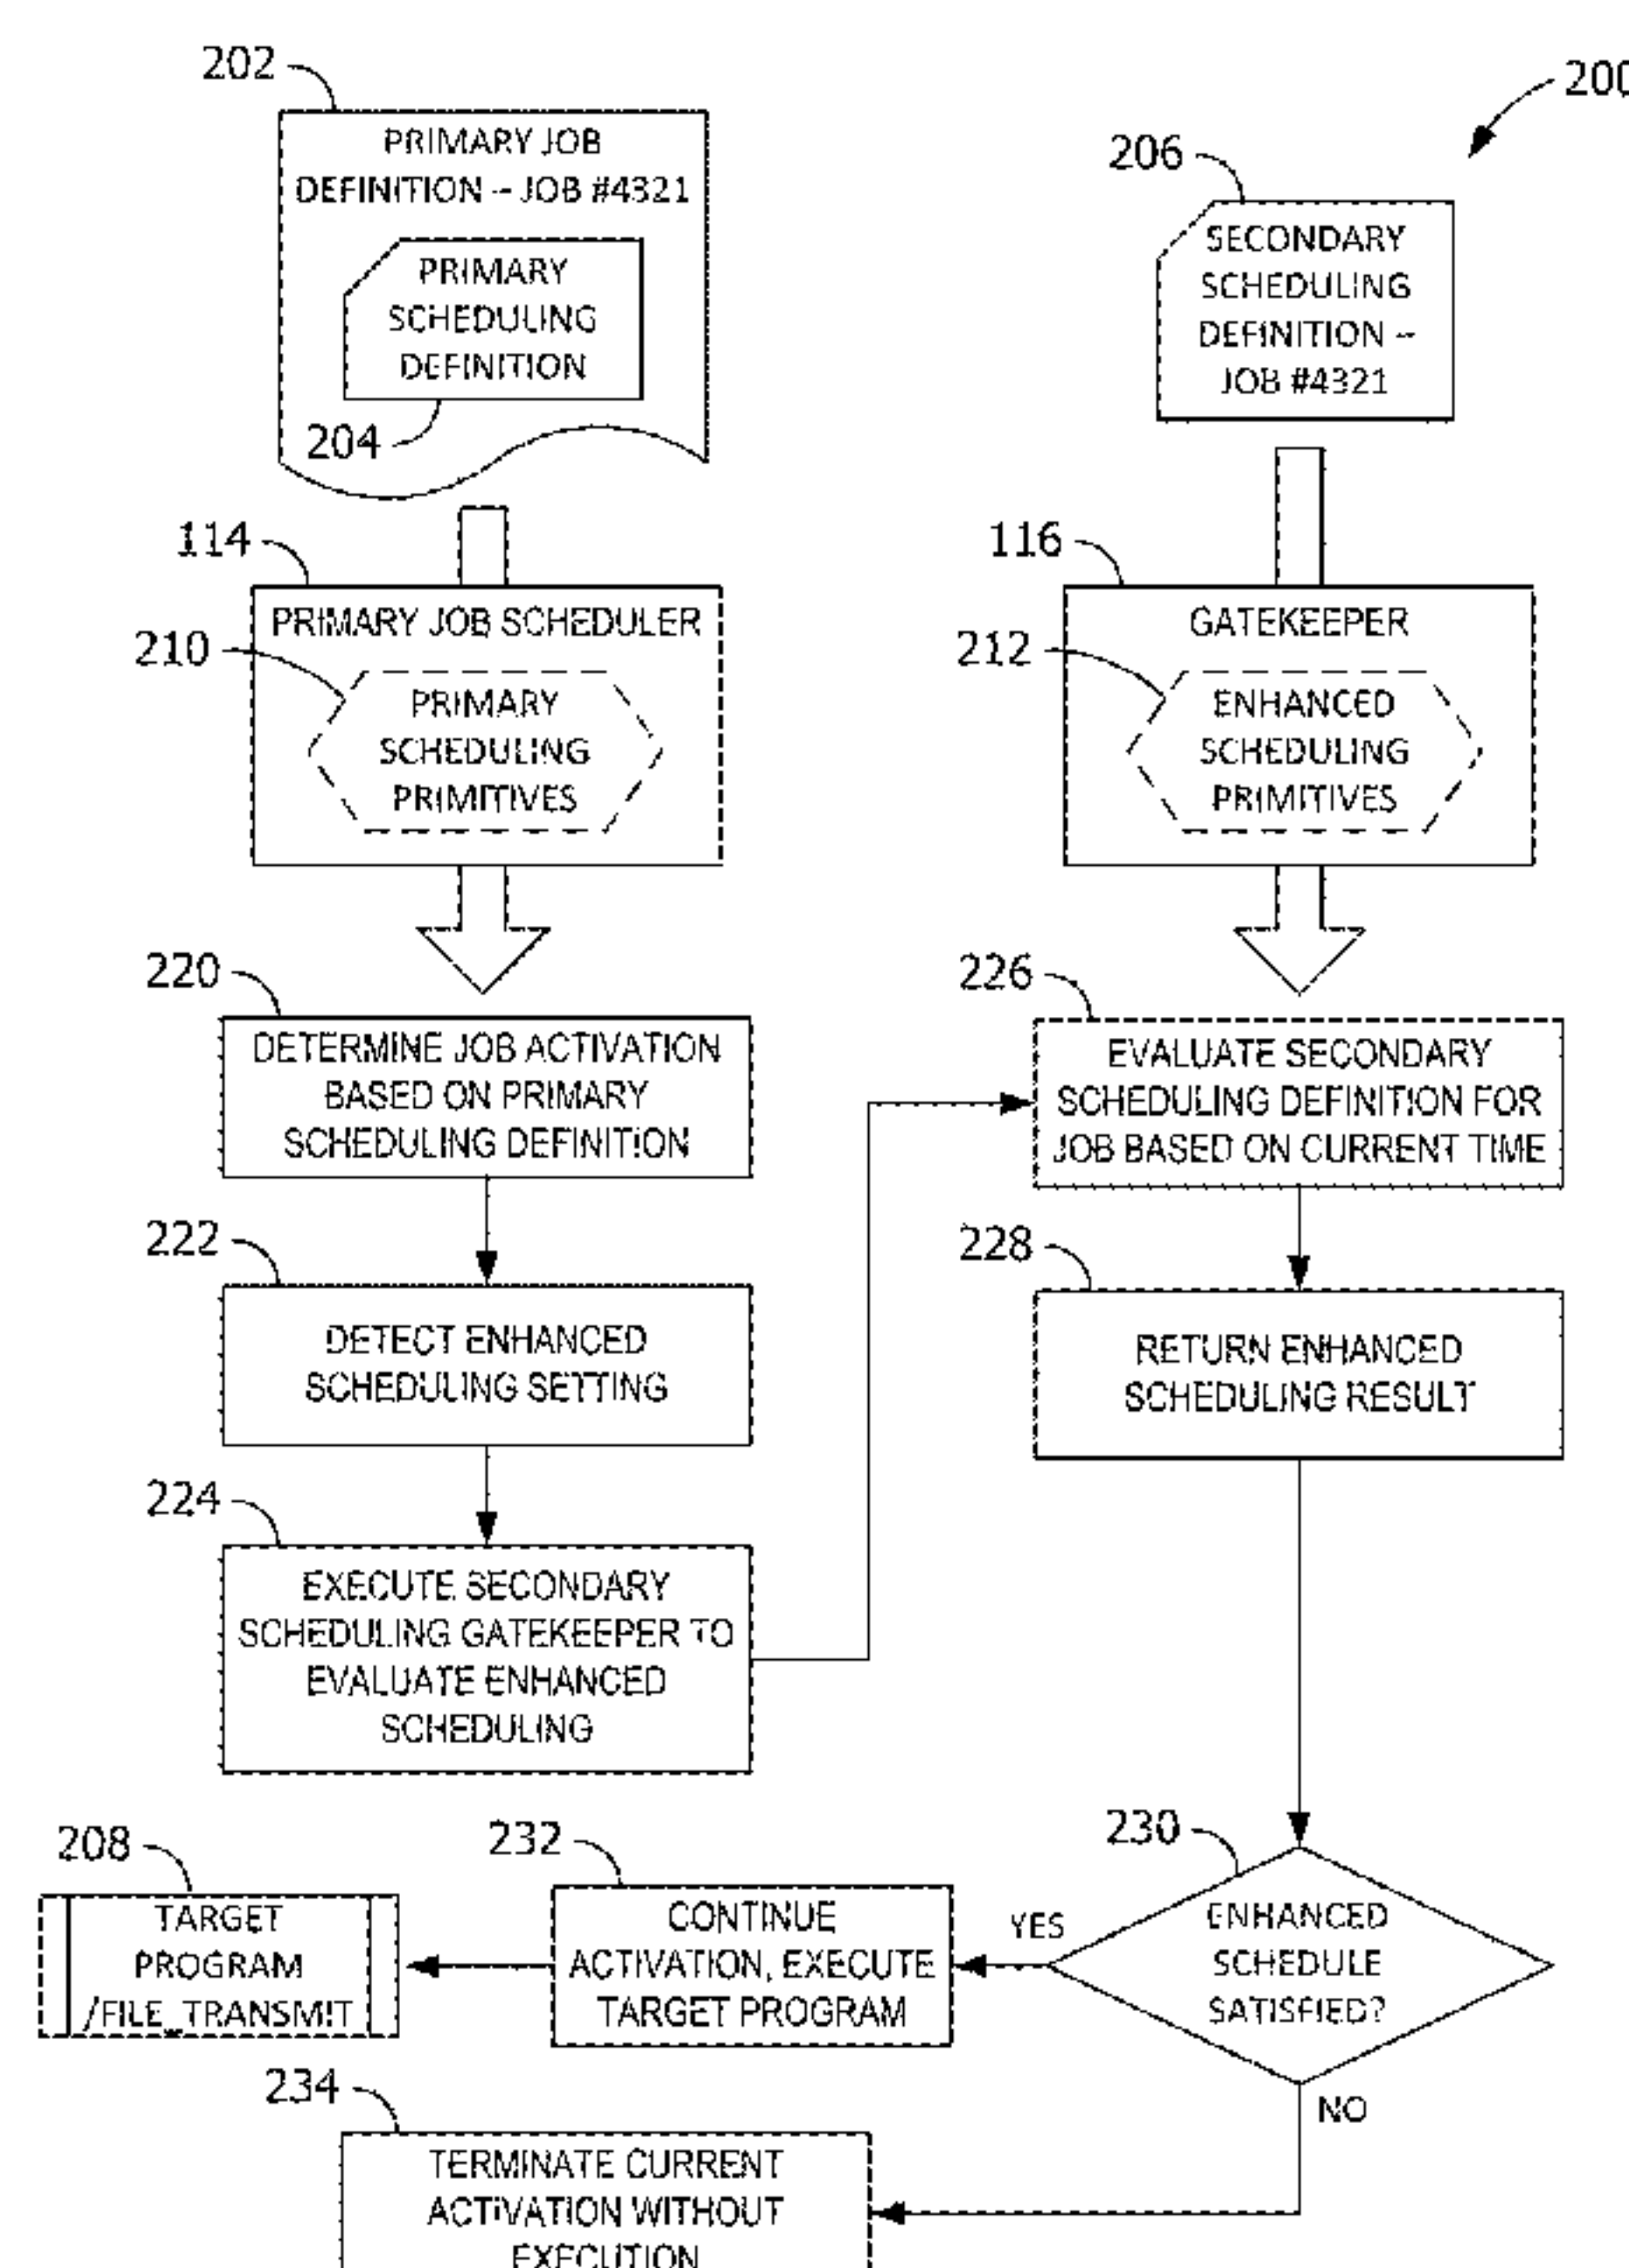 202
PRIMARY JOB
DEFINITION -- JOB #4321
PRIMARY
SCHEDULING
DEFINITION
204
200
206
SECONDARY
SCHEDULING
DEFINITION --
JOB #4321
114
PRIMARY JOB SCHEDULER
210
PRIMARY
SCHEDULING
PRIMITIVES
116
GATEKEEPER
212
ENHANCED
SCHEDULING
PRIMITIVES
220
DETERMINE JOB ACTIVATION
BASED ON PRIMARY
SCHEDULING DEFINITION
222
DETECT ENHANCED
SCHEDULING SETTING
224
EXECUTE SECONDARY
SCHEDULING GATEKEEPER TO
EVALUATE ENHANCED
SCHEDULING
226
EVALUATE SECONDARY
SCHEDULING DEFINITION FOR
JOB BASED ON CURRENT TIME
228
RETURN ENHANCED
SCHEDULING RESULT
230
ENHANCED
SCHEDULE
SATISFIED?
YES
NO
232
CONTINUE
ACTIVATION, EXECUTE
TARGET PROGRAM
208
TARGET
PROGRAM
/FILE_TRANSMIT
234
TERMINATE CURRENT
ACTIVATION WITHOUT
EXECUTION